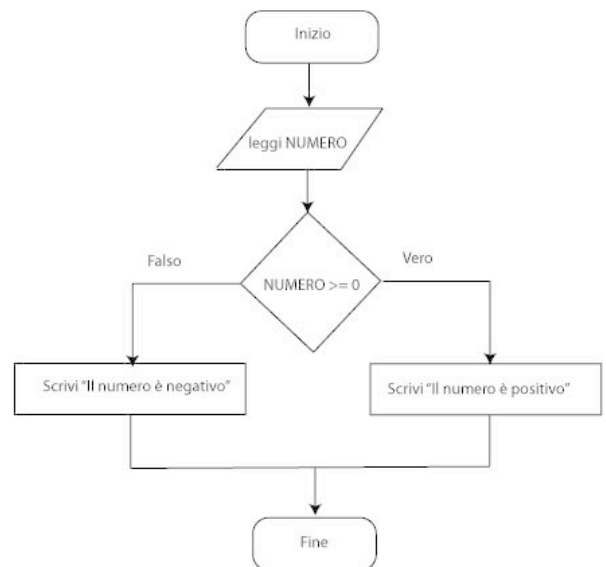 Inizio
leggi NUMERO
Falso
Vero
NUMERO >= 0
Scrivi “Il numero è negativo”
Scrivi “Il numero è positivo”
Fine